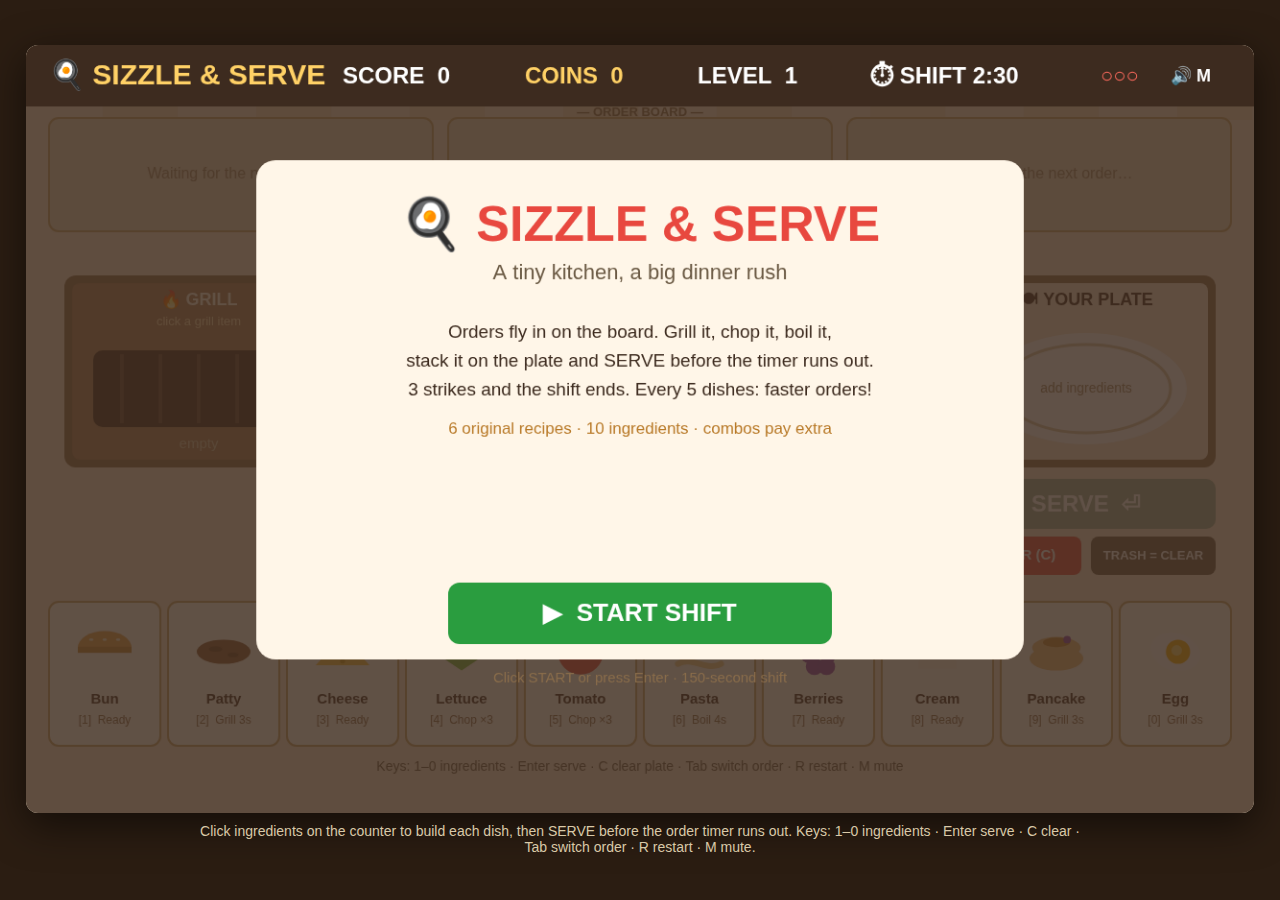 🍳 SIZZLE & SERVE SCORE 0 COINS 0 LEVEL 1 ⏱ SHIFT 2:30 ○○○ 🔊 M
— ORDER BOARD —
Waiting for the
the next order…
🍳 SIZZLE & SERVE
A tiny kitchen, a big dinner rush
Orders fly in on the board. Grill it, chop it, boil it,
stack it on the plate and SERVE before the timer runs out.
3 strikes and the shift ends. Every 5 dishes: faster orders!
6 original recipes · 10 ingredients · combos pay extra
🔥 GRILL
click a grill item
empty
🍽 YOUR PLATE
add ingredients
SERVE ⏎
R (C)
TRASH = CLEAR
▶ START SHIFT
Click START or press Enter · 150-second shift
Bun
[1] Ready
Patty
[2] Grill 3s
Cheese
[3] Ready
Lettuce
[4] Chop ×3
Tomato
[5] Chop ×3
Pasta
[6] Boil 4s
Berries
[7] Ready
Cream
[8] Ready
Pancake
[9] Grill 3s
Egg
[0] Grill 3s
Keys: 1–0 ingredients · Enter serve · C clear plate · Tab switch order · R restart · M mute
Click ingredients on the counter to build each dish, then SERVE before the order timer runs out. Keys: 1–0 ingredients · Enter serve · C clear ·
Tab switch order · R restart · M mute.